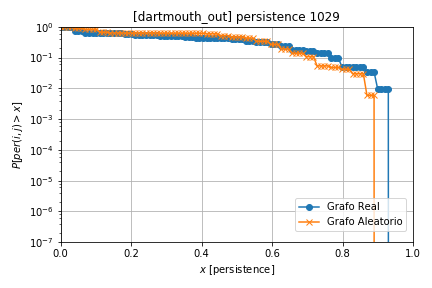 [dartmouth_out] persistence 1029
10^0
10^-1
10^-2
10^-3
10^-4
10^-5
10^-6
10^-7
P[per(i, j) > x]
Grafo Real
Grafo Aleatorio
0.0 0.2 0.4 0.6 0.8 1.0
x [persistence]